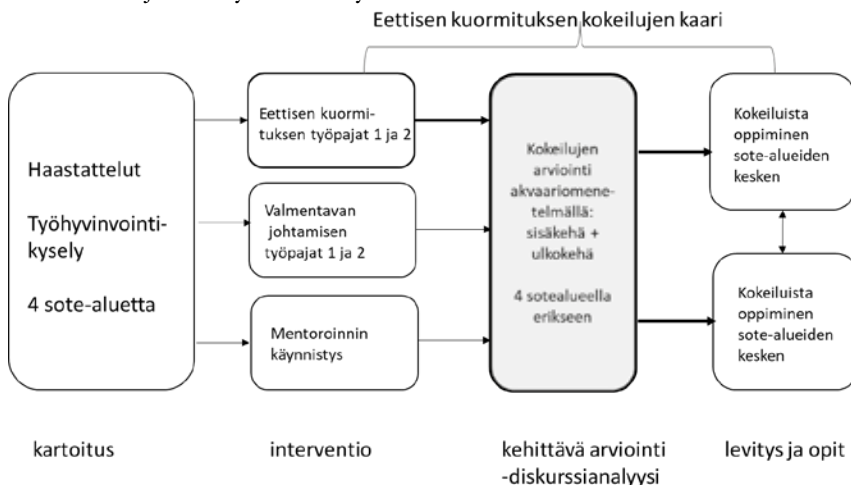 Eettisen kuormituksen kokeilujen kaari
Haastattelut
Työhyvinvointi-
kysely
4 sote-aluetta
Eettisen kuormi-
tuksen työpajat 1 ja 2
Valmentavan
johtamisen
työpajat 1 ja 2
Mentoroinnin
käynnistys
Kokeilujen
arviointi
akvaariomene-
telmällä:
sisäkehä +
ulkokehä
4 sotealueella
erikseen
Kokeiluista
oppiminen
sote-alueiden
kesken
Kokeiluista
oppiminen
sote-alueiden
kesken
kartoitus
interventio
kehittävä arviointi
-diskurssianalyysi
levitys ja opit